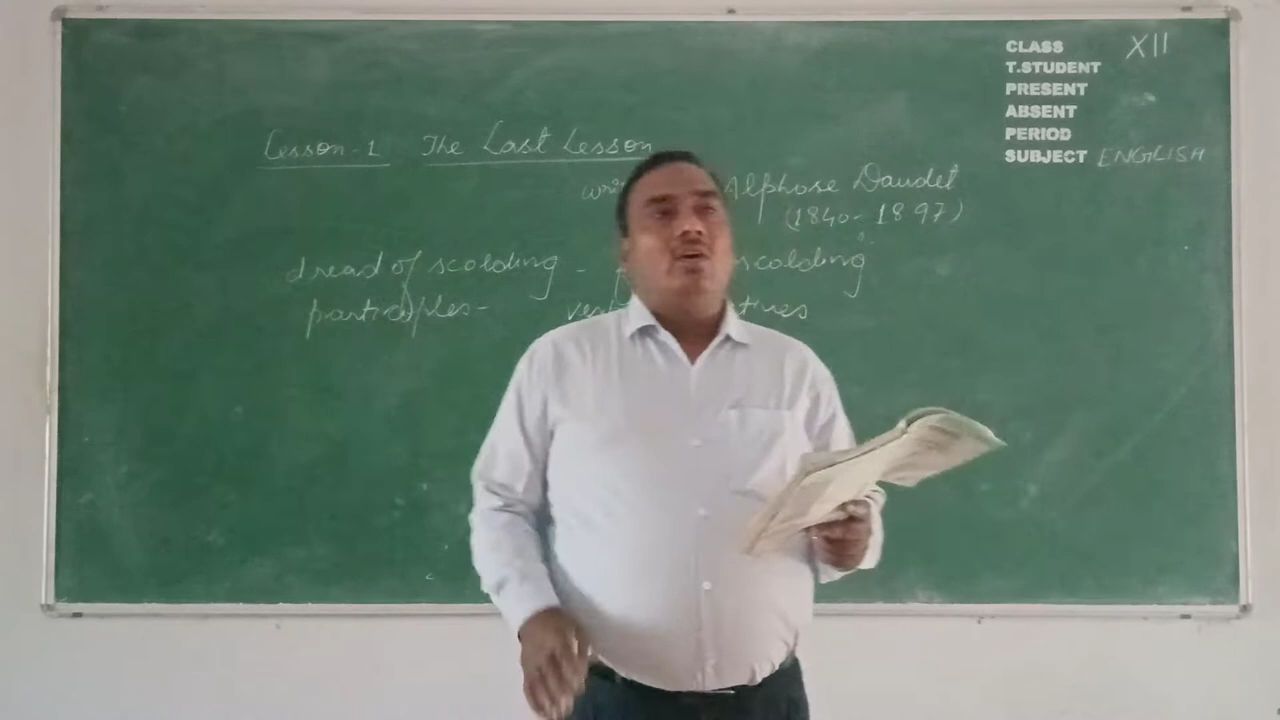 CLASS XII
T.STUDENT
PRESENT
ABSENT
PERIOD
SUBJECT ENGLISH
Lesson-1 The Last Lesson
Alphose Daudet
(1840-1897)
dread of scolding - scolding
participles-